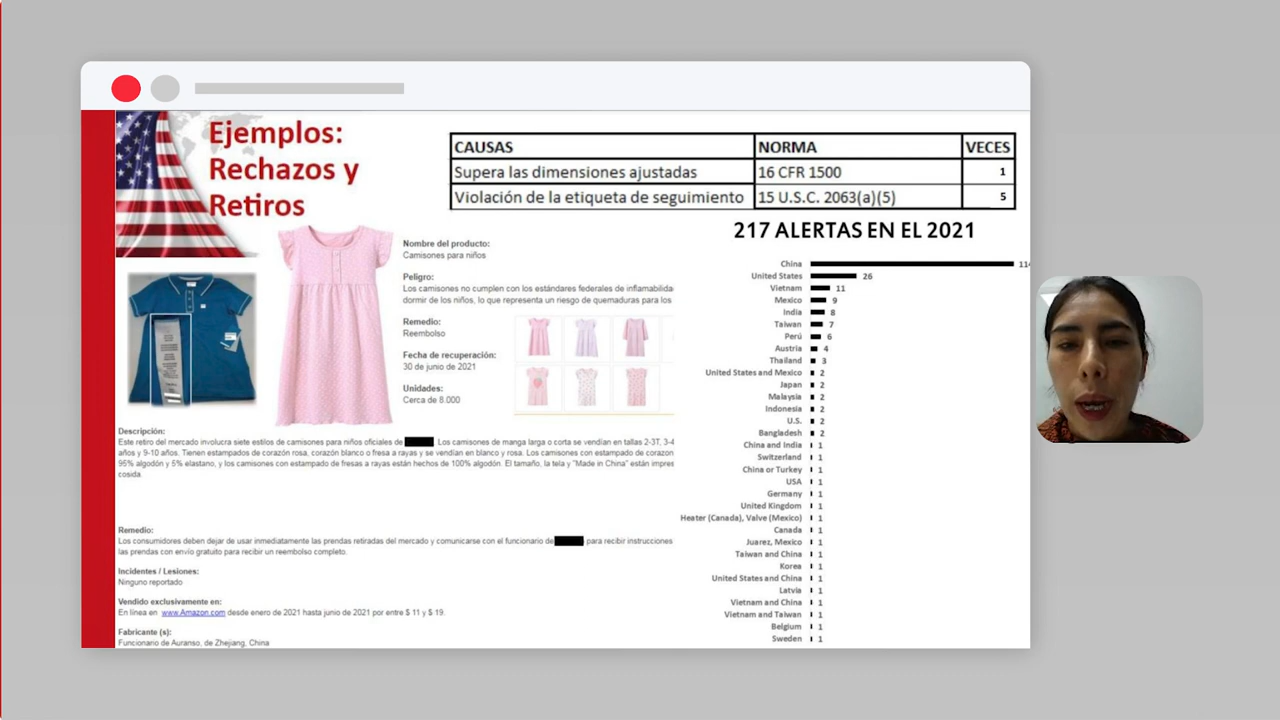 Ejemplos:
Rechazos y
Retiros
CAUSAS NORMA VECES
Supera las dimensiones ajustadas 16 CFR 1500 1
Violación de la etiqueta de seguimiento 15 U.S.C. 2063(a)(5) 5
Nombre del producto:
Camisones para niños
Peligro:
Los camisones no cumplen con los estándares federales de inflamabilida
dormir de los niños, lo que representa un riesgo de quemaduras para los
Remedio:
Reembolso
Fecha de recuperación:
30 de junio de 2021
Unidades:
Cerca de 8.000
Descripción:
Este retiro del mercado involucra siete estilos de camisones para niños oficiales de . Los camisones de manga larga o corta se vendían en tallas 2-3T, 3-4
años y 9-10 años. Tienen estampados de corazón rosa, corazón blanco o fresa a rayas y se vendían en blanco y rosa. Los camisones con estampado de corazon
95% algodón y 5% elastano, y los camisones con estampado de fresas a rayas están hechos de 100% algodón. El tamaño, la tela y "Made in China" están impres
cosida.
Remedio:
Los consumidores deben dejar de usar inmediatamente las prendas retiradas del mercado y comunicarse con el funcionario de para recibir instrucciones
las prendas con envío gratuito para recibir un reembolso completo.
Incidentes / Lesiones:
Ninguno reportado
Vendido exclusivamente en:
En línea en www.Amazon.com desde enero de 2021 hasta junio de 2021 por entre $ 11 y $ 19.
Fabricante (s):
Funcionario de Auranso, de Zhejiang, China
217 ALERTAS EN EL 2021
China 114
United States 26
Vietnam 11
Mexico 9
India 8
Taiwan 7
Perú 6
Austria 4
Thailand 3
United States and Mexico 2
Japan 2
Malaysia 2
Indonesia 2
U.S. 2
Bangladesh 2
China and India 1
Switzerland 1
China or Turkey 1
USA 1
Germany 1
United Kingdom 1
Heater (Canada), Valve (Mexico) 1
Canada 1
Juarez, Mexico 1
Taiwan and China 1
Korea 1
United States and China 1
Latvia 1
Vietnam and China 1
Vietnam and Taiwan 1
Belgium 1
Sweden 1